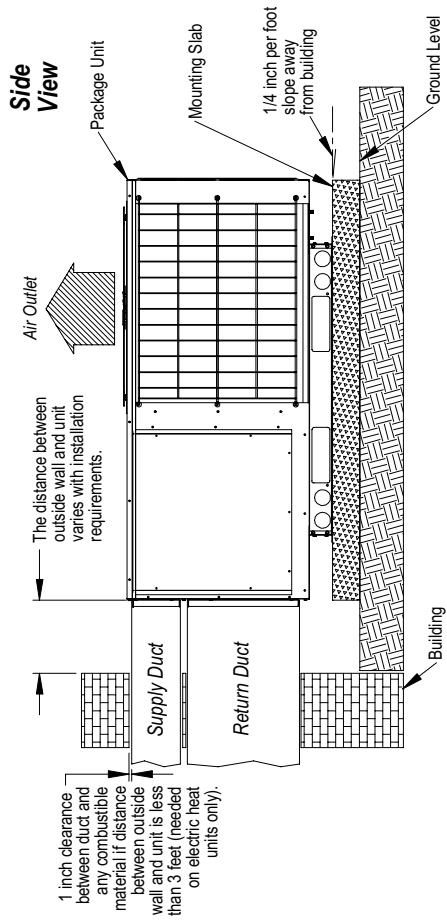 Side
View
Air Outlet
Package Unit
Mounting Slab
1/4 inch per foot
slope away
from building
Ground Level
The distance between
outside wall and unit
varies with installation
requirements.
Supply Duct
Return Duct
Building
1 inch clearance
between duct and
any combustible
material if distance
between outside
wall and unit is less
than 3 feet (needed
on electric heat
units only).